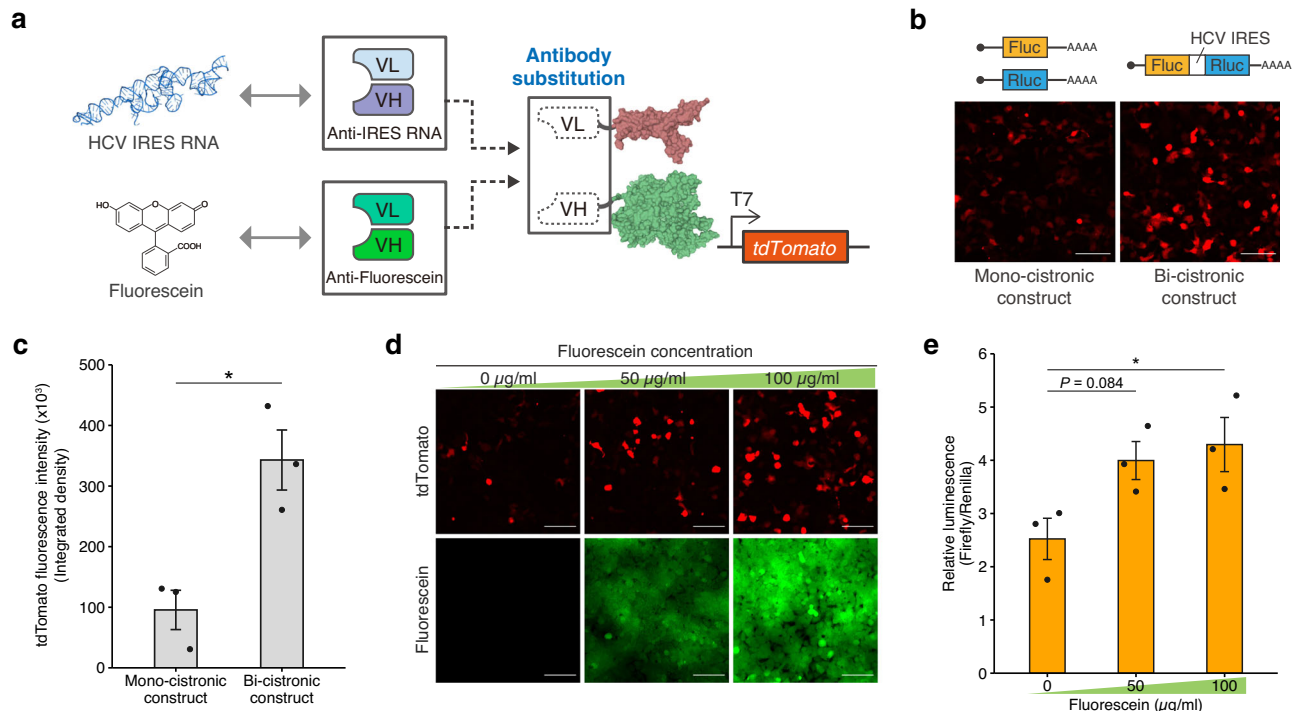 a
HCV IRES RNA
VL
VH
Anti-IRES RNA
Antibody
substitution
VL
VH
T7
tdTomato
HO
O
O
COOH
Fluorescein
VL
VH
Anti-Fluorescein
b
Fluc
AAAA
Rluc
AAAA
HCV IRES
Fluc
Rluc
AAAA
Mono-cistronic
construct
Bi-cistronic
construct
c
tdTomato fluorescence intensity (x10³)
(Integrated density)
500
400
300
200
100
0
*
Mono-cistronic
construct
Bi-cistronic
construct
d
Fluorescein concentration
0 µg/ml
50 µg/ml
100 µg/ml
tdTomato
Fluorescein
e
Relative luminescence
(Firefly/Renilla)
6
5
4
3
2
1
0
*
P = 0.084
0
50
100
Fluorescein (µg/ml)